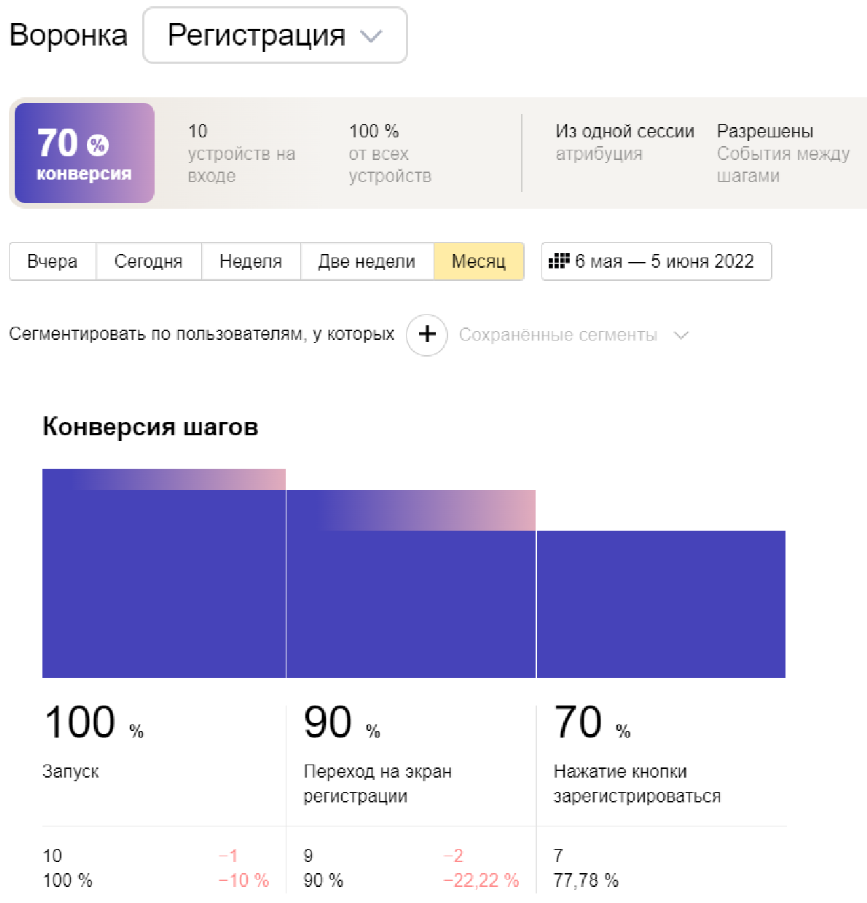 Воронка Регистрация
70 %
конверсия
10
устройств на
входе
100 %
от всех
устройств
Из одной сессии
атрибуция
Разрешены
События между
шагами
Вчера Сегодня Неделя Две недели Месяц 6 мая — 5 июня 2022
Сегментировать по пользователям, у которых + Сохранённые сегменты
Конверсия шагов
100 %
Запуск
10 −1
100 % −10 %
90 %
Переход на экран
регистрации
9 −2
90 % −22,22 %
70 %
Нажатие кнопки
зарегистрироваться
7
77,78 %